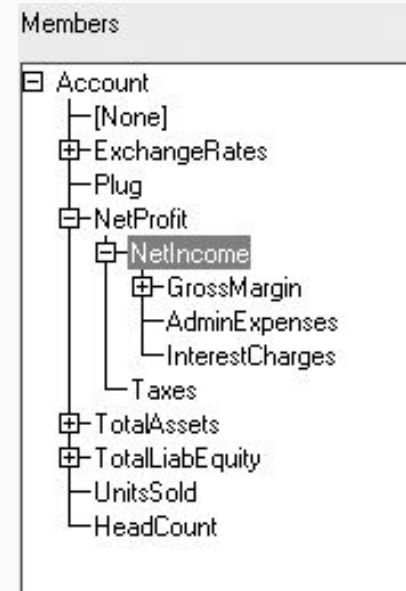 Members
Account
[None]
ExchangeRates
Plug
NetProfit
NetIncome
GrossMargin
AdminExpenses
InterestCharges
Taxes
TotalAssets
TotalLiabEquity
UnitsSold
HeadCount